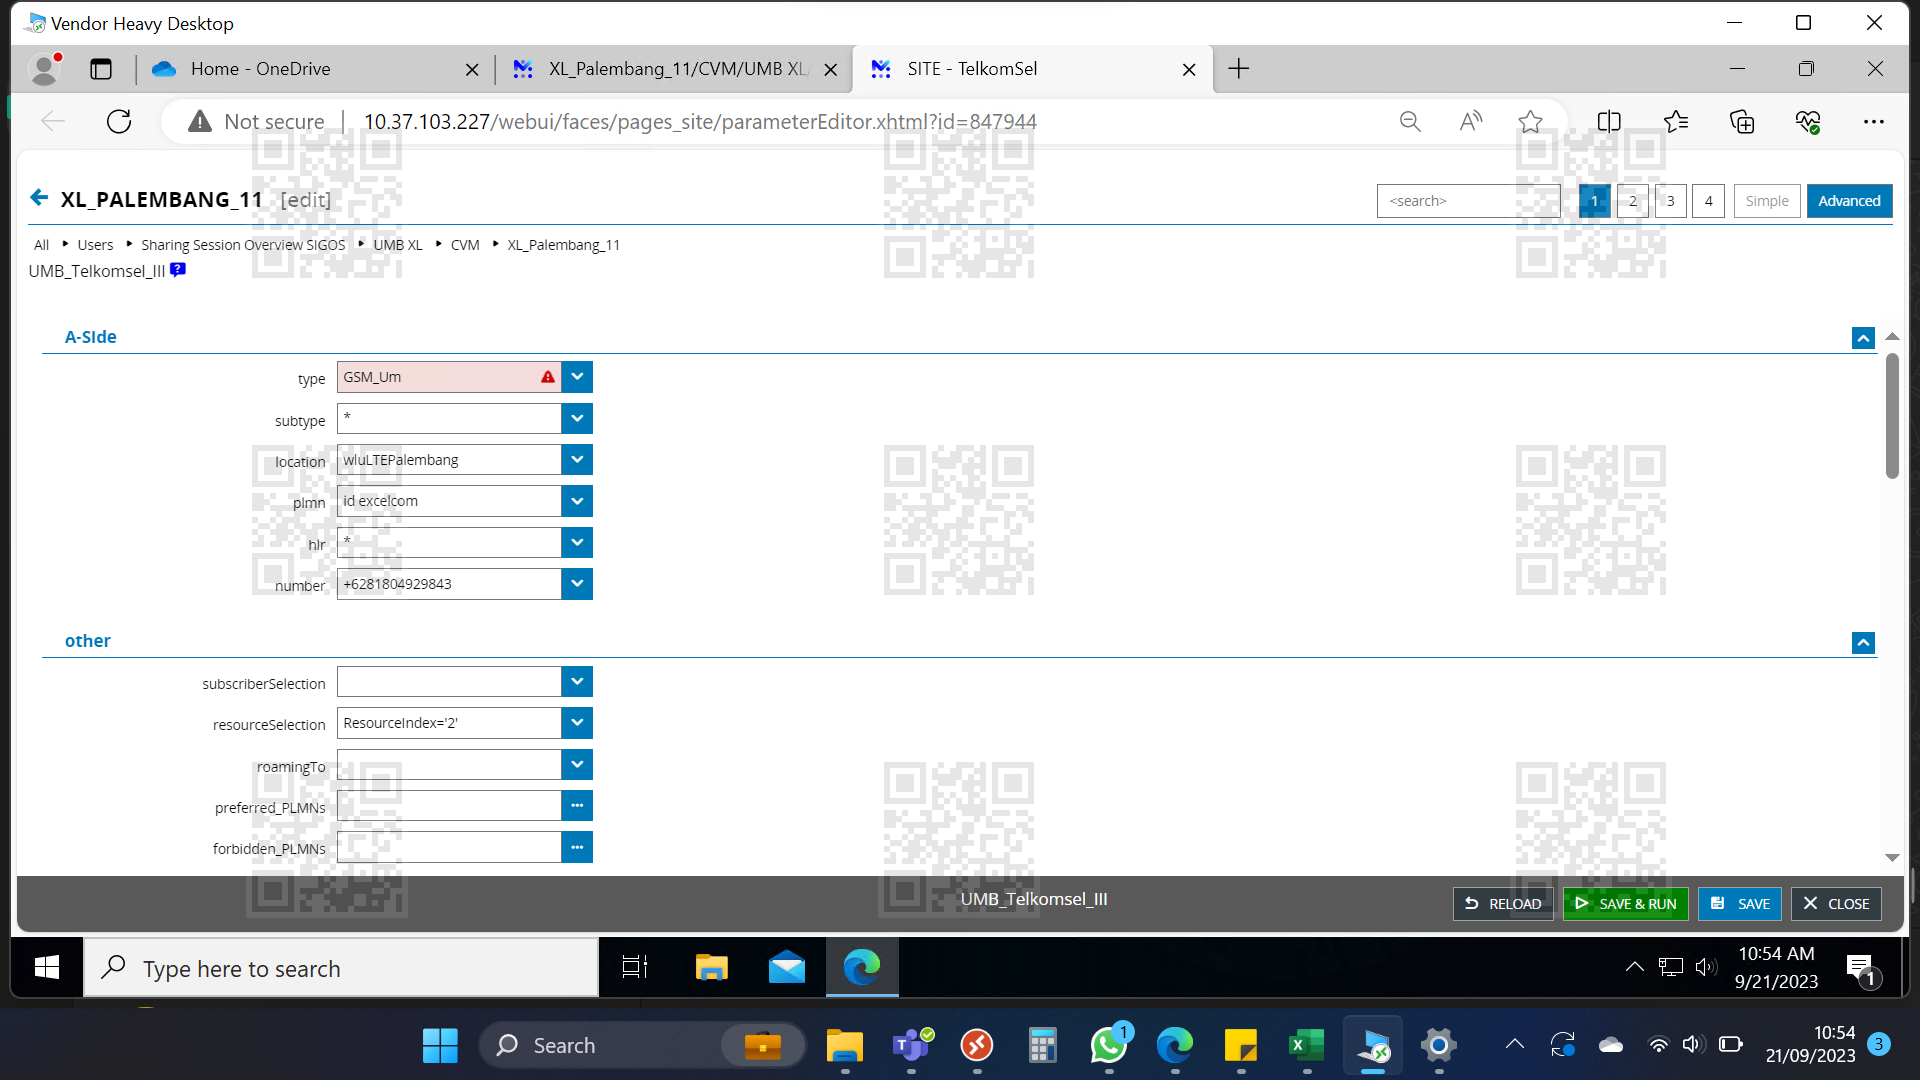 Vendor Heavy Desktop
Home - OneDrive
XL_Palembang_11/CVM/UMB XL/
SITE - TelkomSel
Not secure
10.37.103.227/webui/faces/pages_site/parameterEditor.xhtml?id=847944
XL_PALEMBANG_11 [edit]
<search>
1
2
3
4
Simple
Advanced
All
Users
Sharing Session Overview SIGOS
UMB XL
CVM
XL_Palembang_11
UMB_Telkomsel_III
A-SIde
type
GSM_Um
subtype
*
location
wluLTEPalembang
plmn
id excelcom
hlr
*
number
+6281804929843
other
subscriberSelection
resourceSelection
ResourceIndex='2'
roamingTo
preferred_PLMNs
forbidden_PLMNs
UMB_Telkomsel_III
RELOAD
SAVE & RUN
SAVE
CLOSE
Type here to search
10:54 AM
9/21/2023
1
Search
1
10:54
21/09/2023
3